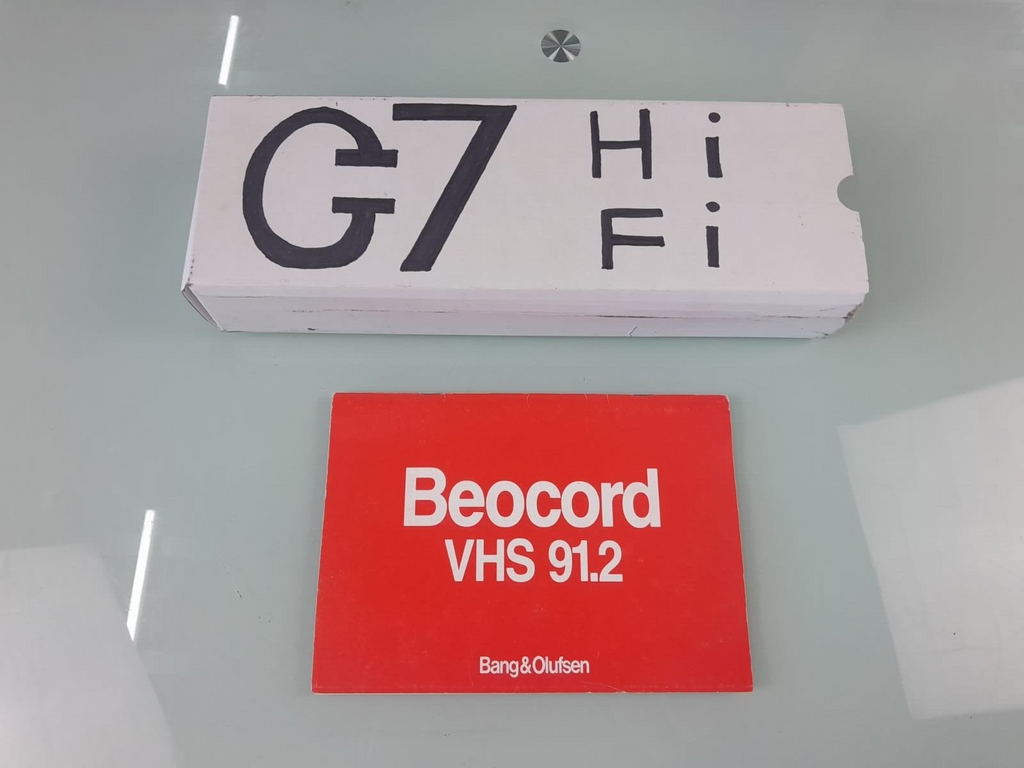 G7 Hi
Fi
Beocord
VHS 91.2
Bang & Olufsen